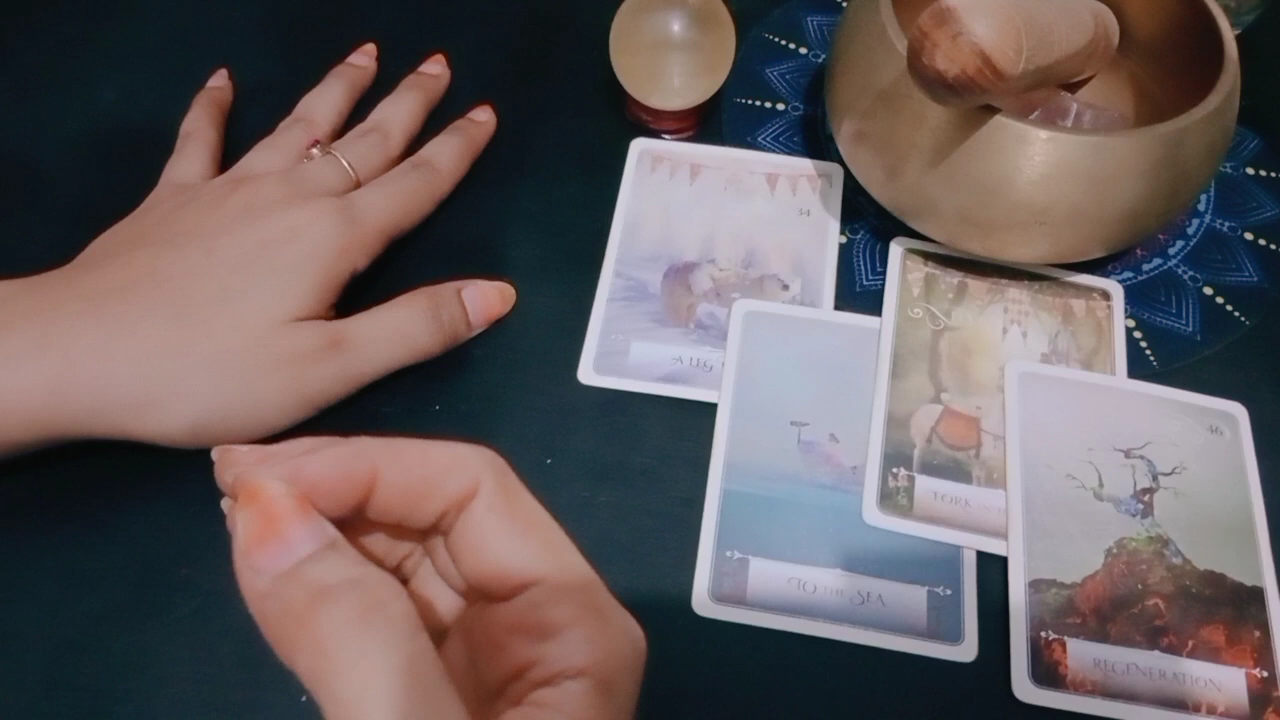 34
A LEG
TO THE SEA
FORK
46
REGENERATION